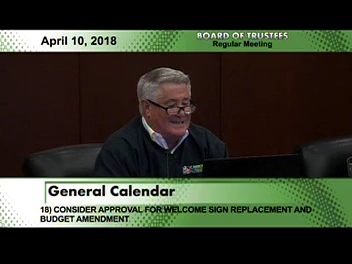 April 10, 2018
BOARD OF TRUSTEES
Regular Meeting
General Calendar
18) CONSIDER APPROVAL FOR WELCOME SIGN REPLACEMENT AND
BUDGET AMENDMENT